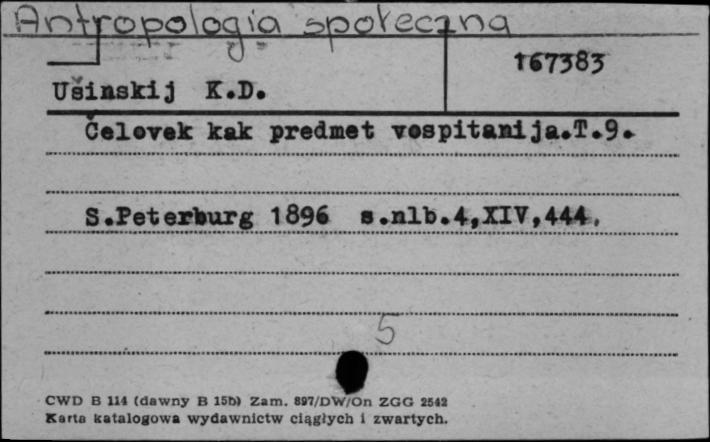 Antropologia społeczna
167383
Ušinskij K.D.
Čelovek kak predmet vospitanija.T.9.
S.Peterburg 1896 s.nlb.4,XIV,444.
5
CWD B 114 (dawny B 15b) Zam. 897/DW/On ZGG 2542
Karta katalogowa wydawnictw ciągłych i zwartych.